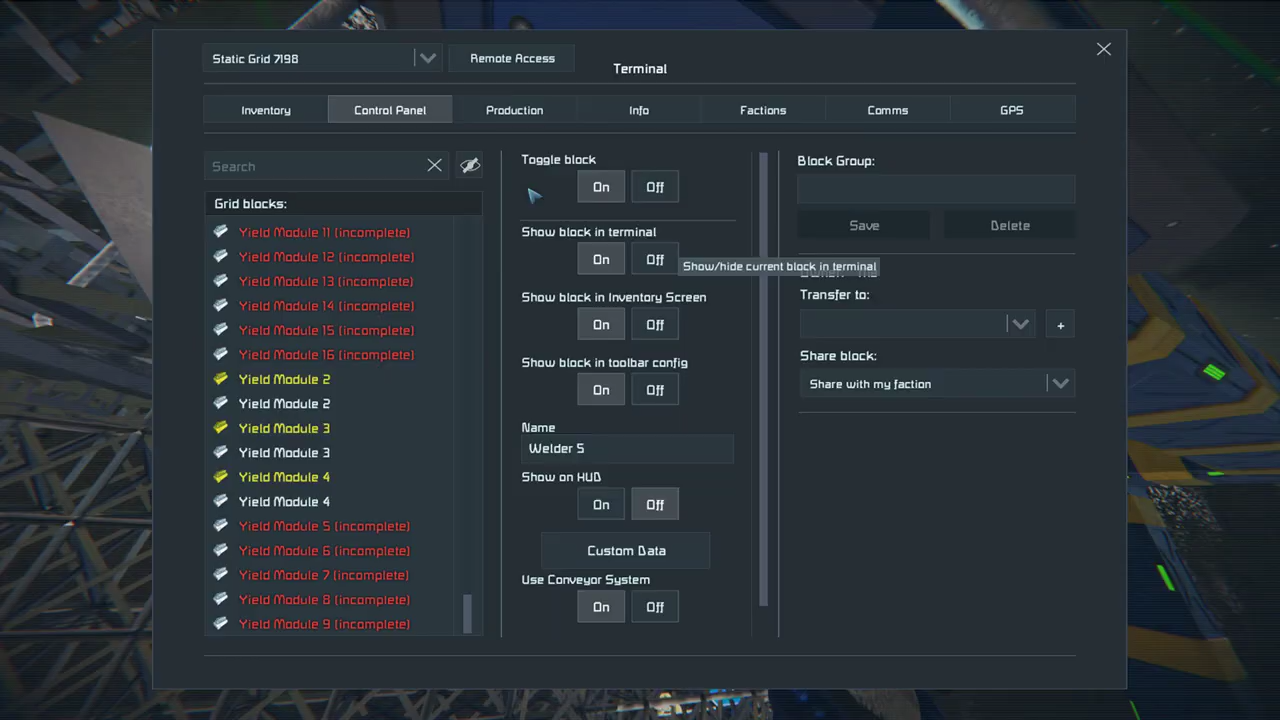 Static Grid 7198
Remote Access
Terminal
Inventory
Control Panel
Production
Info
Factions
Comms
GPS
Search
Grid blocks:
Yield Module 11 (incomplete)
Yield Module 12 (incomplete)
Yield Module 13 (incomplete)
Yield Module 14 (incomplete)
Yield Module 15 (incomplete)
Yield Module 16 (incomplete)
Yield Module 2
Yield Module 2
Yield Module 3
Yield Module 3
Yield Module 4
Yield Module 4
Yield Module 5 (incomplete)
Yield Module 6 (incomplete)
Yield Module 7 (incomplete)
Yield Module 8 (incomplete)
Yield Module 9 (incomplete)
Toggle block
On Off
Show block in terminal
On Off
Show/hide current block in terminal
Show block in Inventory Screen
On Off
Show block in toolbar config
On Off
Name
Welder 5
Show on HUD
On Off
Custom Data
Use Conveyor System
On Off
Block Group:
Save
Delete
Transfer to:
+
Share block:
Share with my faction